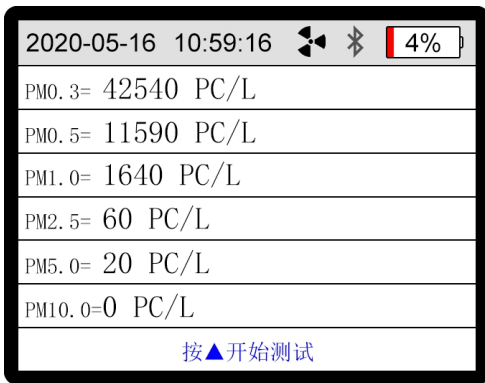 2020-05-16 10:59:16 4%
PM0.3= 42540 PC/L
PM0.5= 11590 PC/L
PM1.0= 1640 PC/L
PM2.5= 60 PC/L
PM5.0= 20 PC/L
PM10.0=0 PC/L
按▲开始测试